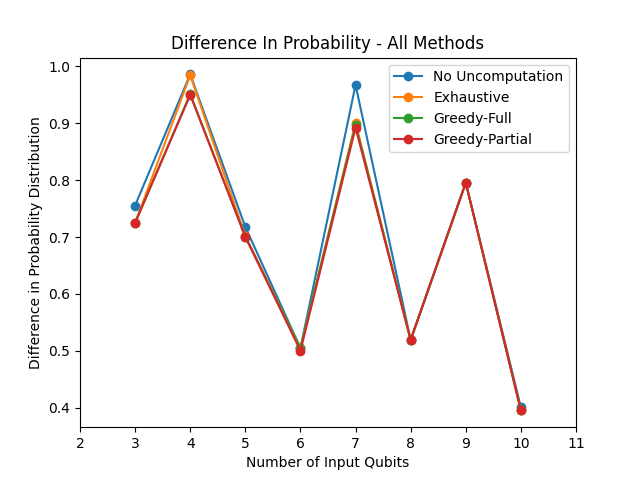 Difference In Probability - All Methods
Difference in Probability Distribution
1.0
0.9
0.8
0.7
0.6
0.5
0.4
No Uncomputation
Exhaustive
Greedy-Full
Greedy-Partial
2 3 4 5 6 7 8 9 10 11
Number of Input Qubits